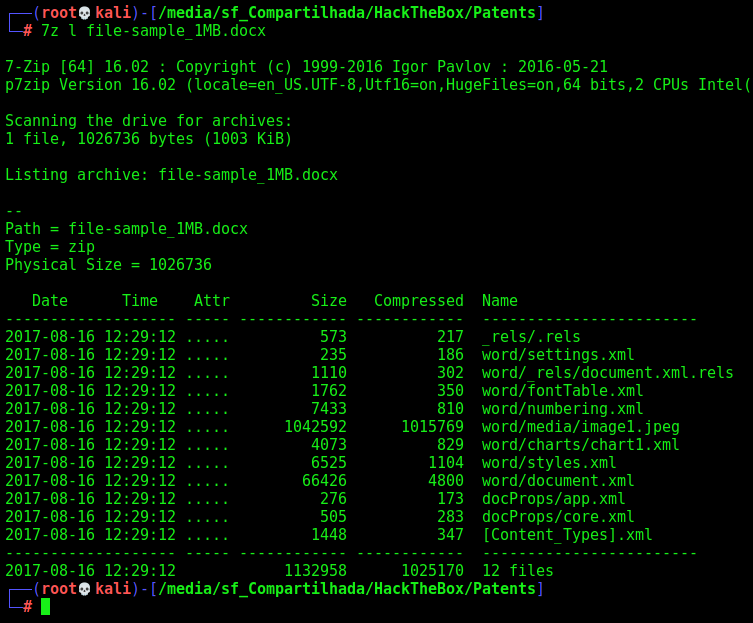 ┌──(root💀kali)-[/media/sf_Compartilhada/HackTheBox/Patents]
└─# 7z l file-sample_1MB.docx

7-Zip [64] 16.02 : Copyright (c) 1999-2016 Igor Pavlov : 2016-05-21
p7zip Version 16.02 (locale=en_US.UTF-8,Utf16=on,HugeFiles=on,64 bits,2 CPUs Intel(

Scanning the drive for archives:
1 file, 1026736 bytes (1003 KiB)

Listing archive: file-sample_1MB.docx

--
Path = file-sample_1MB.docx
Type = zip
Physical Size = 1026736

   Date      Time    Attr         Size   Compressed  Name
------------------- ----- ------------ ------------  ------------------------
2017-08-16 12:29:12 .....          573          217  _rels/.rels
2017-08-16 12:29:12 .....          235          186  word/settings.xml
2017-08-16 12:29:12 .....         1110          302  word/_rels/document.xml.rels
2017-08-16 12:29:12 .....         1762          350  word/fontTable.xml
2017-08-16 12:29:12 .....         7433          810  word/numbering.xml
2017-08-16 12:29:12 .....      1042592      1015769  word/media/image1.jpeg
2017-08-16 12:29:12 .....         4073          829  word/charts/chart1.xml
2017-08-16 12:29:12 .....         6525         1104  word/styles.xml
2017-08-16 12:29:12 .....        66426         4800  word/document.xml
2017-08-16 12:29:12 .....          276          173  docProps/app.xml
2017-08-16 12:29:12 .....          505          283  docProps/core.xml
2017-08-16 12:29:12 .....         1448          347  [Content_Types].xml
------------------- ----- ------------ ------------  ------------------------
2017-08-16 12:29:12            1132958      1025170  12 files
┌──(root💀kali)-[/media/sf_Compartilhada/HackTheBox/Patents]
└─#